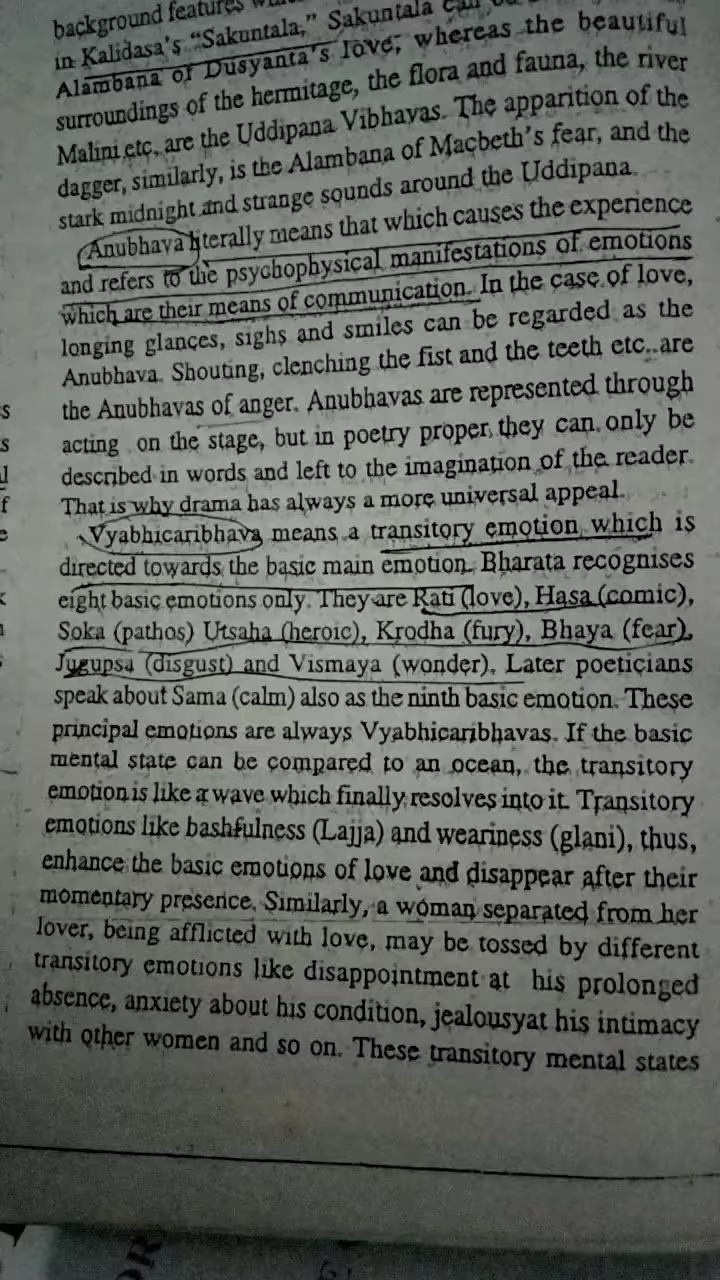 background features
in Kalidasa's “Sakuntala,” Sakuntala can
Alambana of Dusyanta's love, whereas the beautiful
surroundings of the hermitage, the flora and fauna, the river
Malini etc. are the Uddipana Vibhavas. The apparition of the
dagger, similarly, is the Alambana of Macbeth's fear, and the
stark midnight and strange sounds around the Uddipana.
Anubhava literally means that which causes the experience
and refers to the psychophysical manifestations of emotions
which are their means of communication. In the case of love,
longing glances, sighs and smiles can be regarded as the
Anubhava. Shouting, clenching the fist and the teeth etc..are
the Anubhavas of anger. Anubhavas are represented through
acting on the stage, but in poetry proper, they can only be
described in words and left to the imagination of the reader.
That is why drama has always a more universal appeal.
Vyabhicaribhava means a transitory emotion which is
directed towards the basic main emotion. Bharata recognises
eight basic emotions only. They are Rati (love), Hasa (comic),
Soka (pathos) Utsaha (heroic), Krodha (fury), Bhaya (fear),
Jugupsa (disgust) and Vismaya (wonder). Later poeticians
speak about Sama (calm) also as the ninth basic emotion. These
principal emotions are always Vyabhicaribhavas. If the basic
mental state can be compared to an ocean, the transitory
emotion is like a wave which finally resolves into it. Transitory
emotions like bashfulness (Lajja) and weariness (glani), thus,
enhance the basic emotions of love and disappear after their
momentary presence. Similarly, a woman separated from her
lover, being afflicted with love, may be tossed by different
transitory emotions like disappointment at his prolonged
absence, anxiety about his condition, jealousyat his intimacy
with other women and so on. These transitory mental states